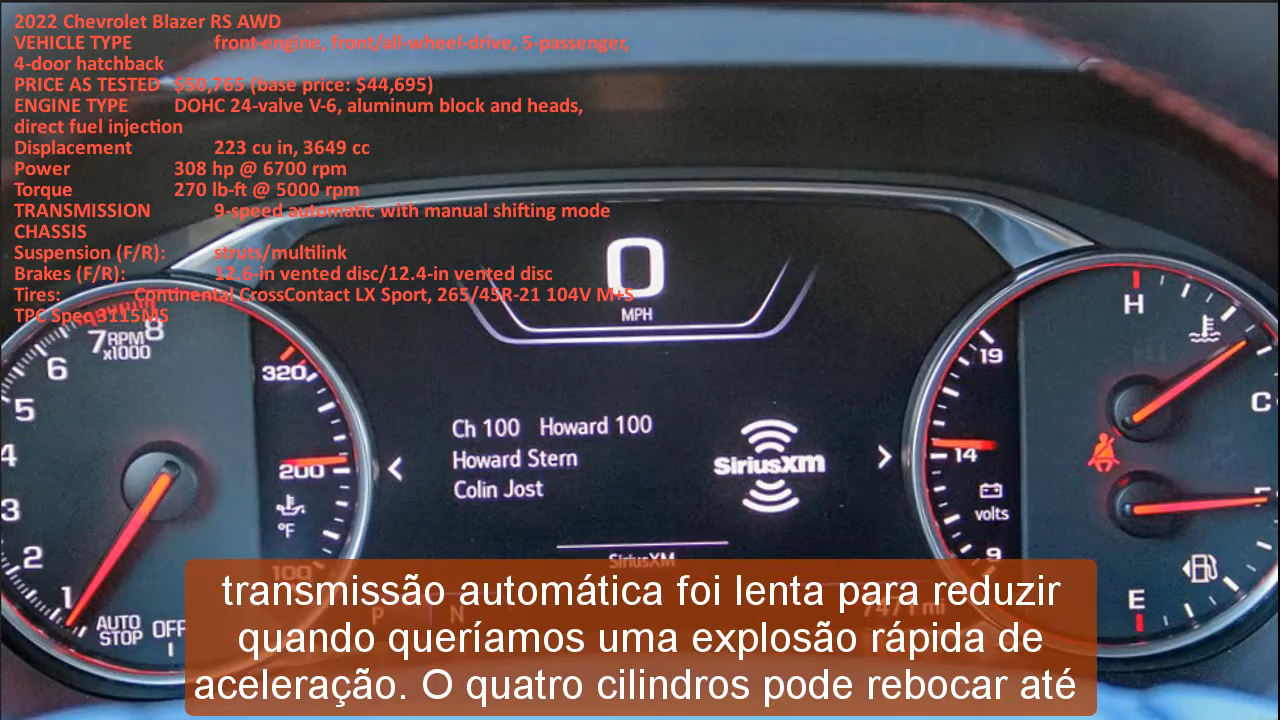 2022 Chevrolet Blazer RS AWD
VEHICLE TYPE front-engine, front/all-wheel-drive, 5-passenger,
4-door hatchback
PRICE AS TESTED $50,765 (base price: $44,695)
ENGINE TYPE DOHC 24-valve V-6, aluminum block and heads,
direct fuel injection
Displacement 223 cu in, 3649 cc
Power 308 hp @ 6700 rpm
Torque 270 lb-ft @ 5000 rpm
TRANSMISSION 9-speed automatic with manual shifting mode
CHASSIS
Suspension (F/R): struts/multilink
Brakes (F/R): 12.6-in vented disc/12.4-in vented disc
Tires: Continental CrossContact LX Sport, 265/45R-21 104V M+S
TPC Spec 3115MS
0
MPH
1
2
3
4
5
6
7
8
RPM
x1000
AUTO
STOP
OFF
320
200
100
°F
Ch 100 Howard 100
Howard Stern
Colin Jost
SiriusXM
SiriusXM
P N
mi
19
14
volts
9
H
C
F
E
transmissão automática foi lenta para reduzir
quando queríamos uma explosão rápida de
aceleração. O quatro cilindros pode rebocar até